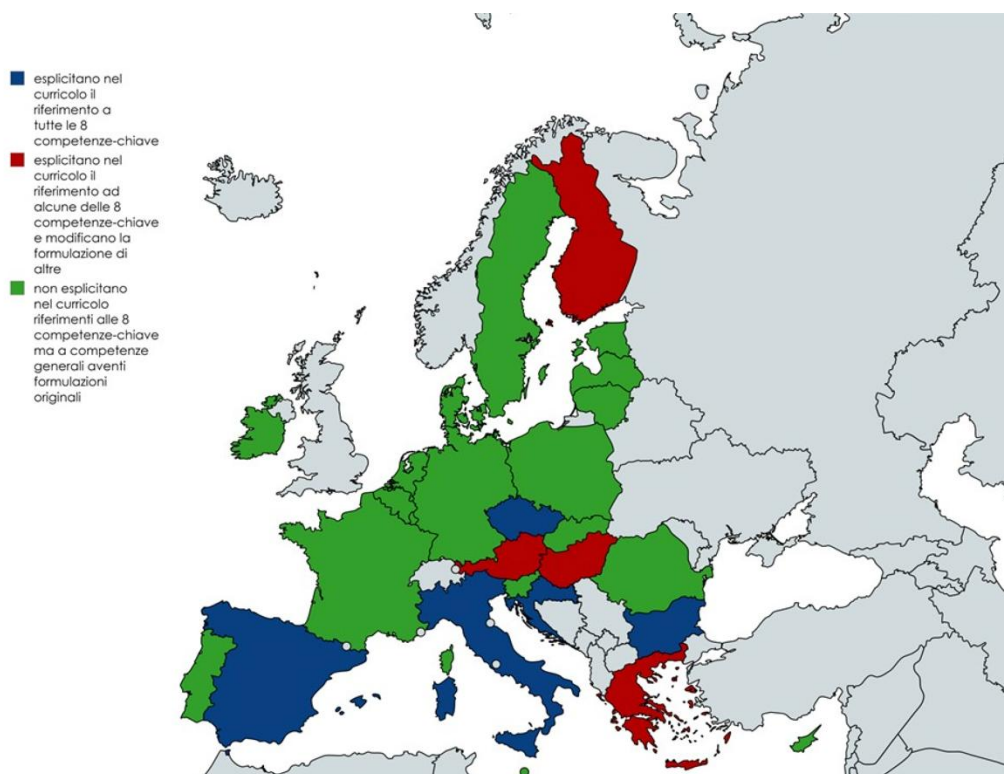 esplicitano nel
curricolo il
riferimento a
tutte le 8
competenze-chiave
esplicitano nel
curricolo il
riferimento ad
alcune delle 8
competenze-chiave
e modificano la
formulazione di
altre
non esplicitano
nel curricolo
riferimenti alle 8
competenze-chiave
ma a competenze
generali aventi
formulazioni
originali